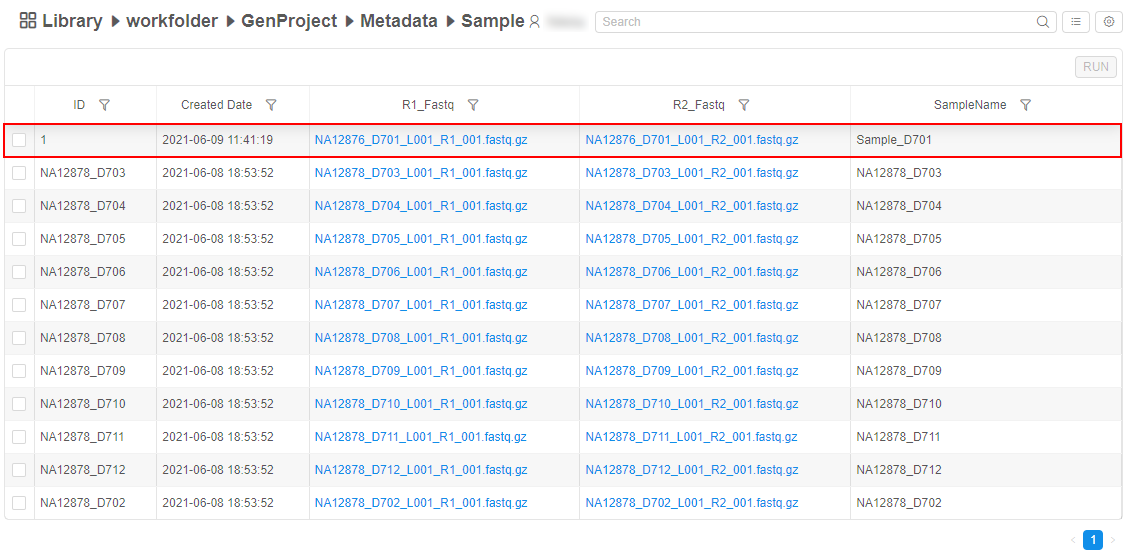 Library workfolder GenProject Metadata Sample Search
RUN
ID Created Date R1_Fastq R2_Fastq SampleName
1 2021-06-09 11:41:19 NA12876_D701_L001_R1_001.fastq.gz NA12876_D701_L001_R2_001.fastq.gz Sample_D701
NA12878_D703 2021-06-08 18:53:52 NA12878_D703_L001_R1_001.fastq.gz NA12878_D703_L001_R2_001.fastq.gz NA12878_D703
NA12878_D704 2021-06-08 18:53:52 NA12878_D704_L001_R1_001.fastq.gz NA12878_D704_L001_R2_001.fastq.gz NA12878_D704
NA12878_D705 2021-06-08 18:53:52 NA12878_D705_L001_R1_001.fastq.gz NA12878_D705_L001_R2_001.fastq.gz NA12878_D705
NA12878_D706 2021-06-08 18:53:52 NA12878_D706_L001_R1_001.fastq.gz NA12878_D706_L001_R2_001.fastq.gz NA12878_D706
NA12878_D707 2021-06-08 18:53:52 NA12878_D707_L001_R1_001.fastq.gz NA12878_D707_L001_R2_001.fastq.gz NA12878_D707
NA12878_D708 2021-06-08 18:53:52 NA12878_D708_L001_R1_001.fastq.gz NA12878_D708_L001_R2_001.fastq.gz NA12878_D708
NA12878_D709 2021-06-08 18:53:52 NA12878_D709_L001_R1_001.fastq.gz NA12878_D709_L001_R2_001.fastq.gz NA12878_D709
NA12878_D710 2021-06-08 18:53:52 NA12878_D710_L001_R1_001.fastq.gz NA12878_D710_L001_R2_001.fastq.gz NA12878_D710
NA12878_D711 2021-06-08 18:53:52 NA12878_D711_L001_R1_001.fastq.gz NA12878_D711_L001_R2_001.fastq.gz NA12878_D711
NA12878_D712 2021-06-08 18:53:52 NA12878_D712_L001_R1_001.fastq.gz NA12878_D712_L001_R2_001.fastq.gz NA12878_D712
NA12878_D702 2021-06-08 18:53:52 NA12878_D702_L001_R1_001.fastq.gz NA12878_D702_L001_R2_001.fastq.gz NA12878_D702
1